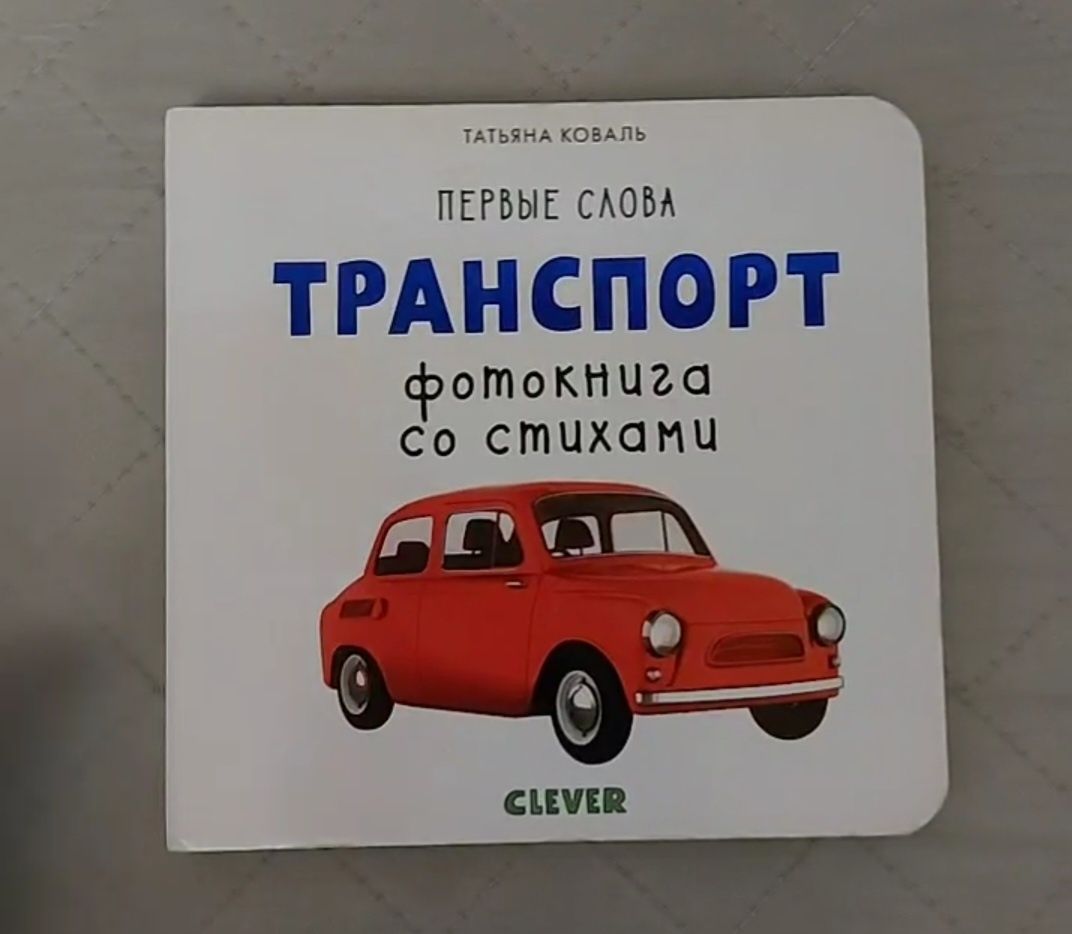 ТАТЬЯНА КОВАЛЬ
ПЕРВЫЕ СЛОВА
ТРАНСПОРТ
фотокнига
со стихами
CLEVER